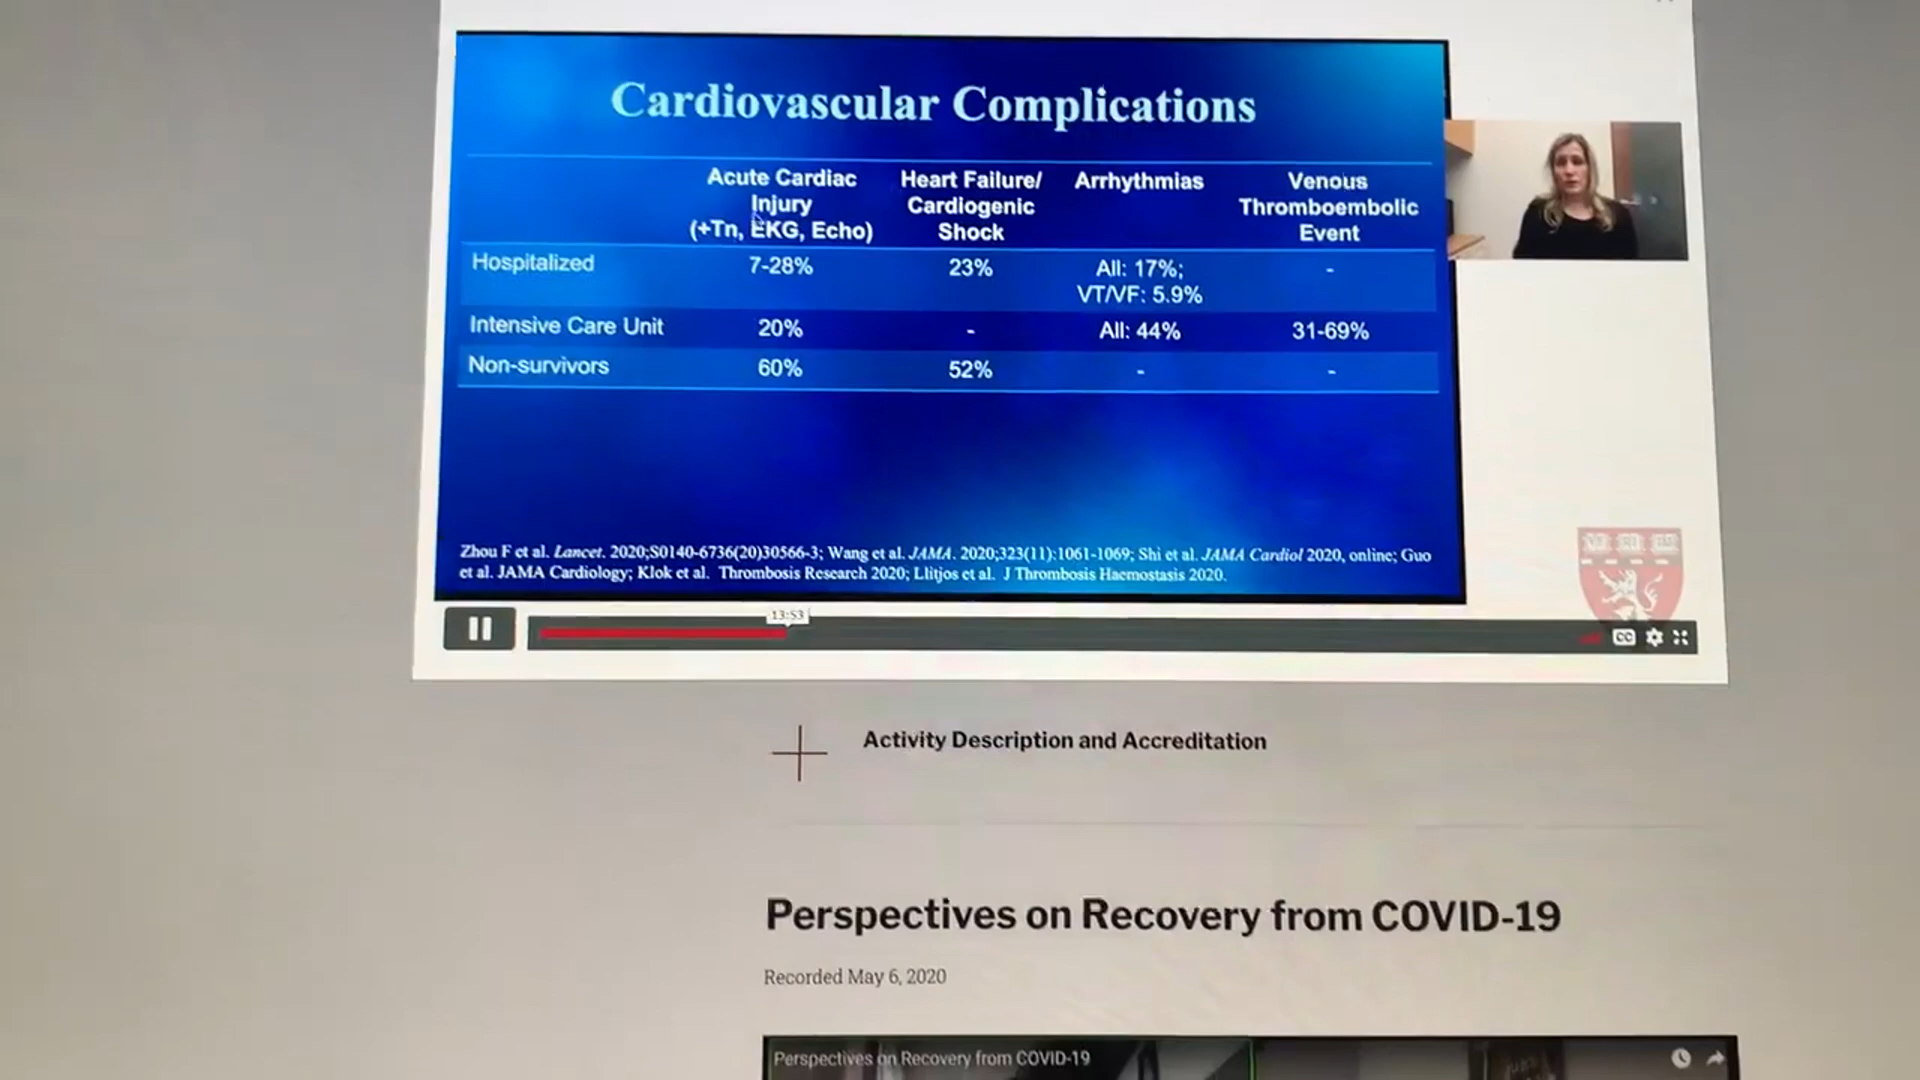 Cardiovascular Complications
Acute Cardiac Injury (+Tn, EKG, Echo)
Heart Failure/ Cardiogenic Shock
Arrhythmias
Venous Thromboembolic Event
Hospitalized
7-28%
23%
All: 17%; VT/VF: 5.9%
-
Intensive Care Unit
20%
-
All: 44%
31-69%
Non-survivors
60%
52%
-
-
Zhou F et al. Lancet. 2020;S0140-6736(20)30566-3; Wang et al. JAMA. 2020;323(11):1061-1069; Shi et al. JAMA Cardiol 2020, online; Guo
et al. JAMA Cardiology; Klok et al. Thrombosis Research 2020; Llitjos et al. J Thrombosis Haemostasis 2020.
13:53
CC
Activity Description and Accreditation
Perspectives on Recovery from COVID-19
Recorded May 6, 2020
Perspectives on Recovery from COVID-19